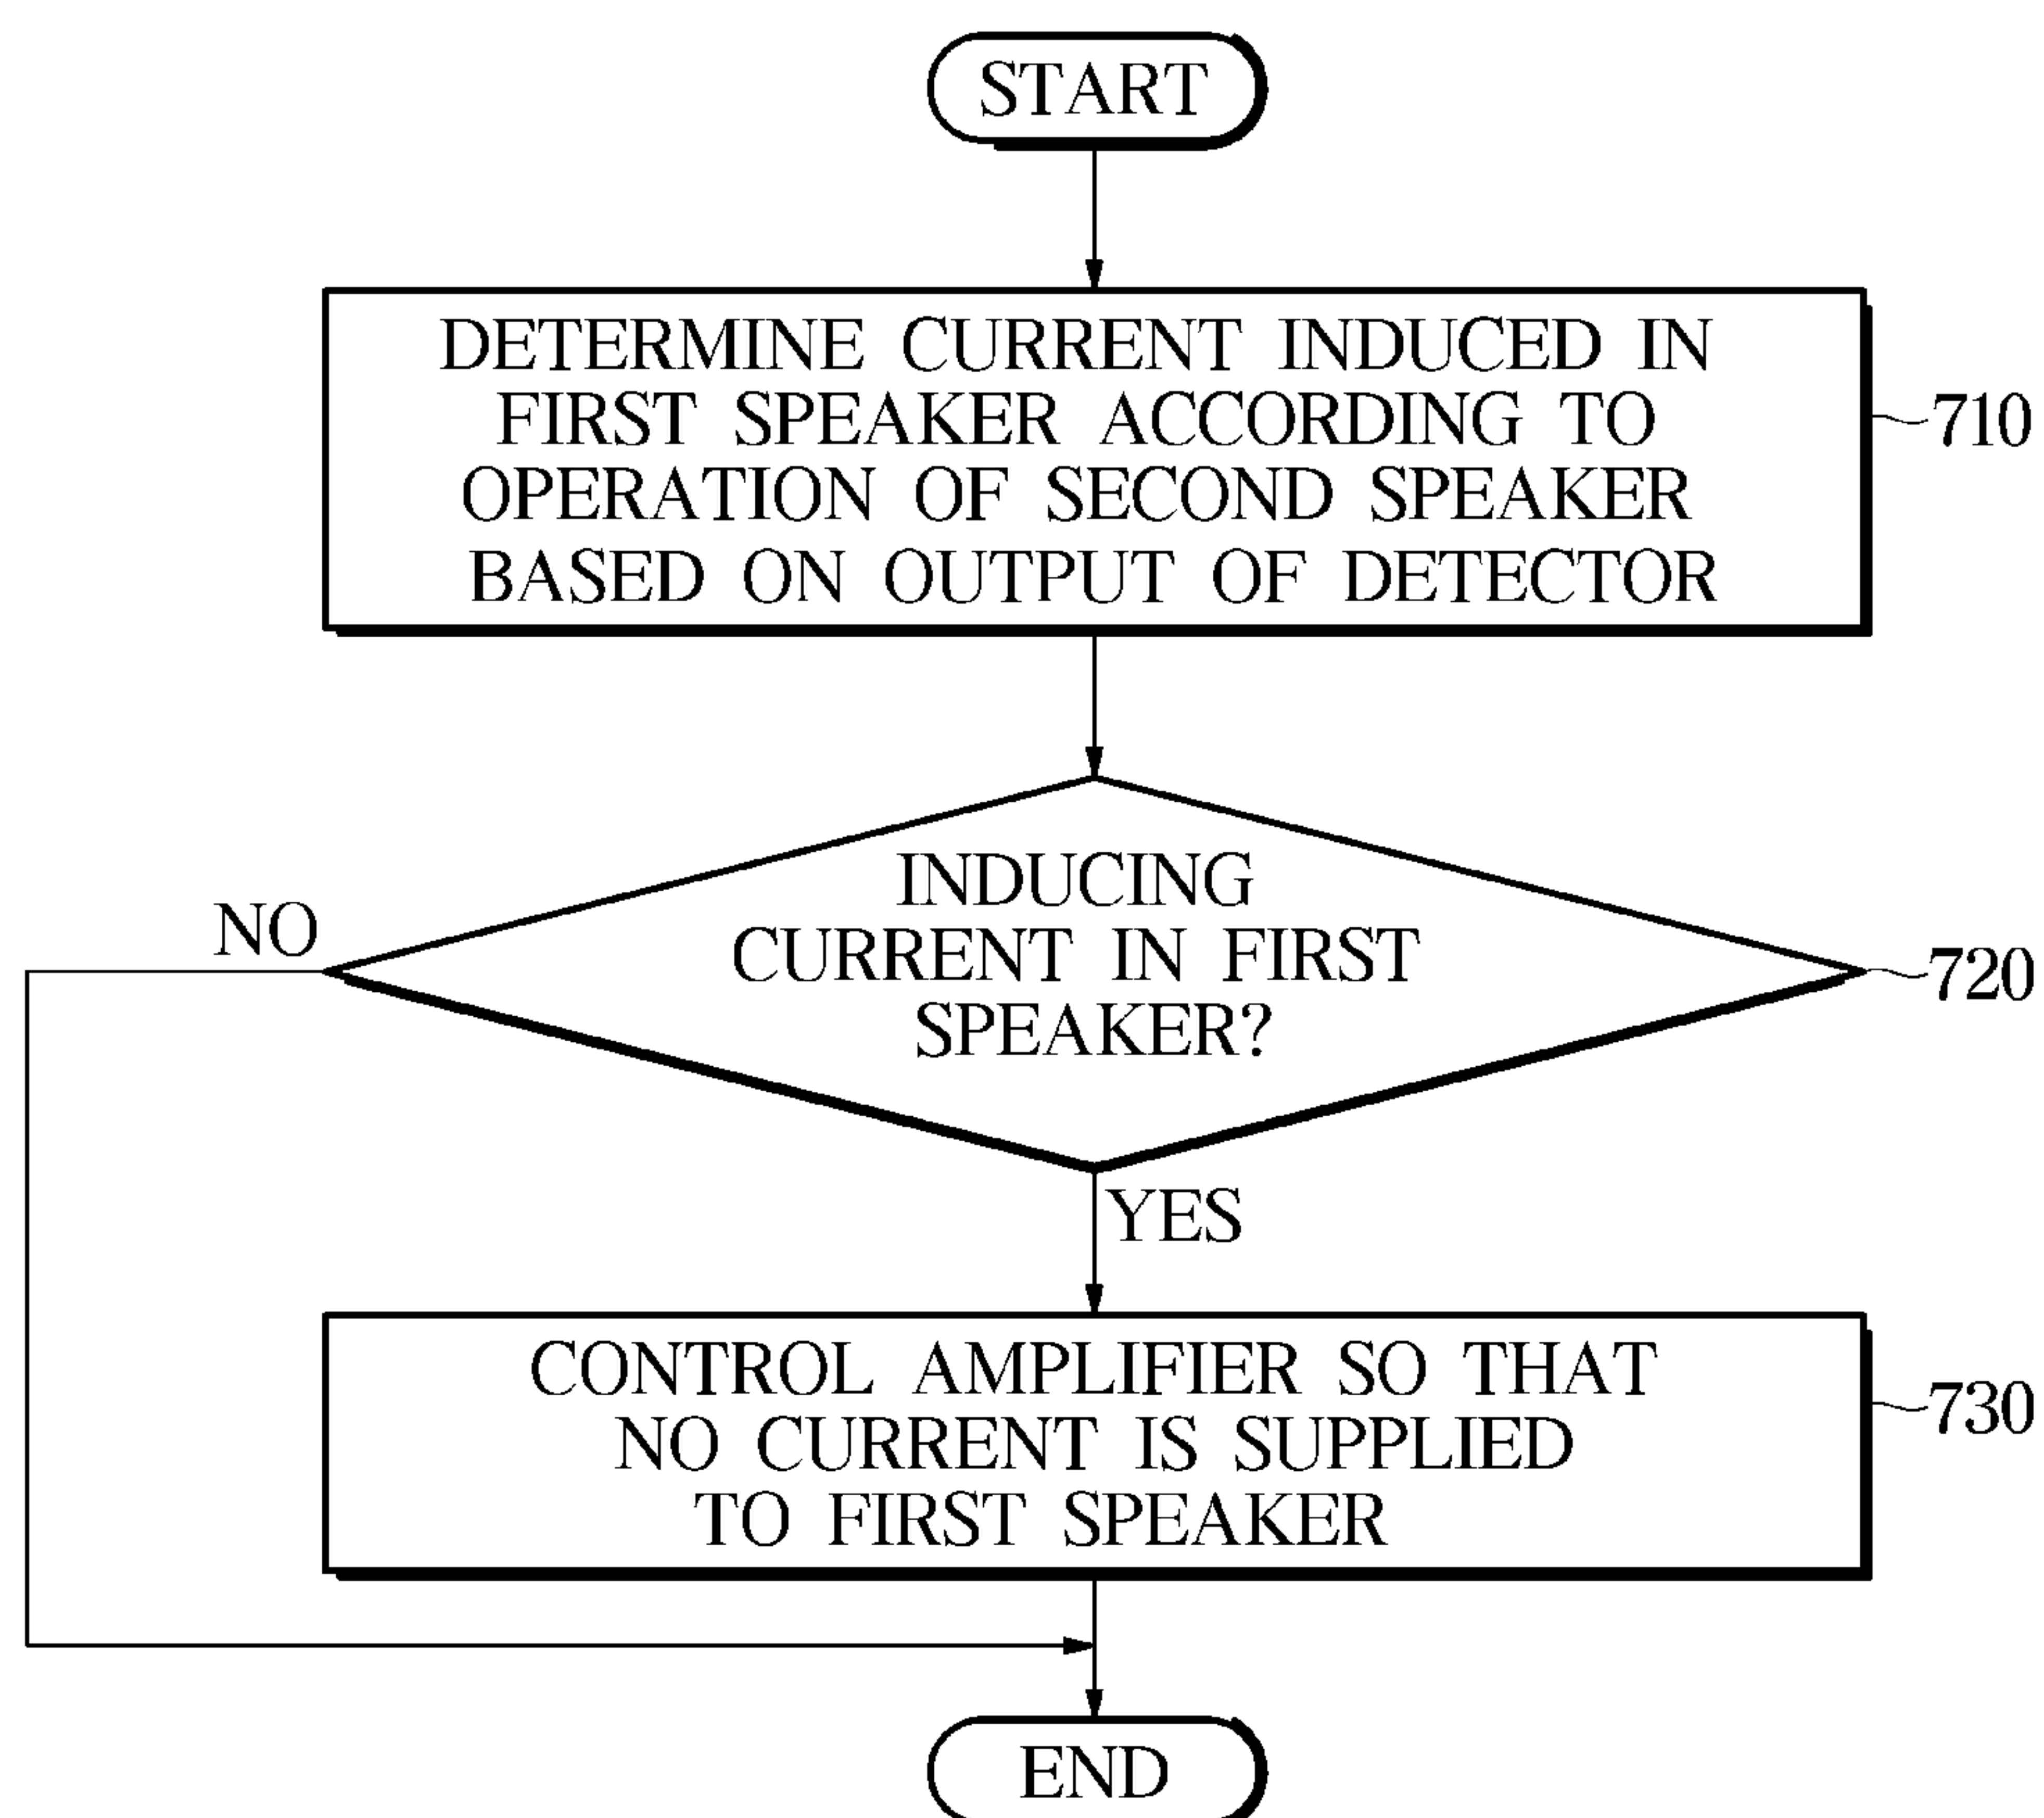 START
DETERMINE CURRENT INDUCED IN
FIRST SPEAKER ACCORDING TO
OPERATION OF SECOND SPEAKER
BASED ON OUTPUT OF DETECTOR
710
INDUCING
CURRENT IN FIRST
SPEAKER?
720
NO
YES
CONTROL AMPLIFIER SO THAT
NO CURRENT IS SUPPLIED
TO FIRST SPEAKER
730
END